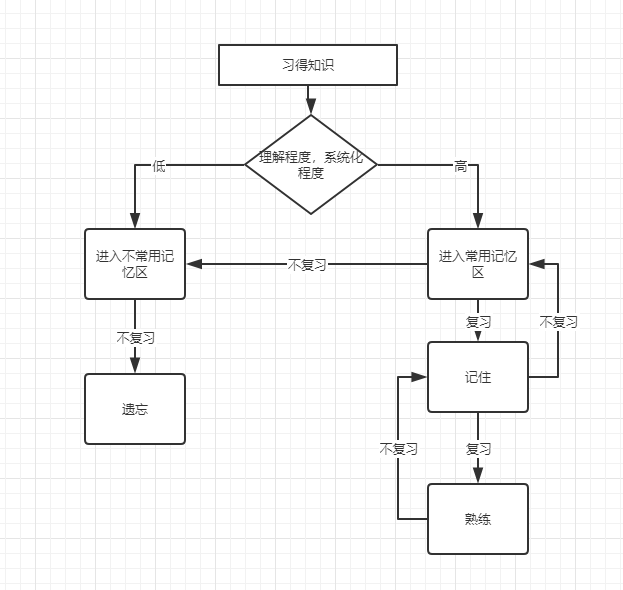 习得知识
理解程度，系统化
程度
低
高
进入不常用记
忆区
不复习
进入常用记忆
区
不复习
复习
不复习
遗忘
记住
不复习
复习
熟练